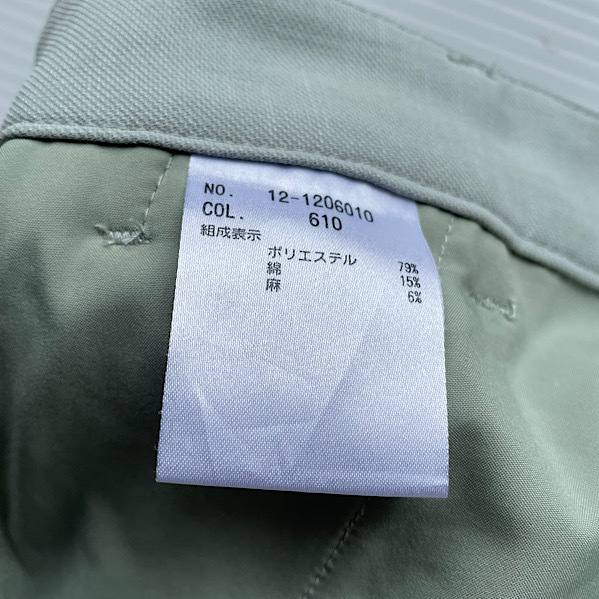 NO. 12-1206010
COL. 610
組成表示
ポリエステル 79%
綿 15%
麻 6%